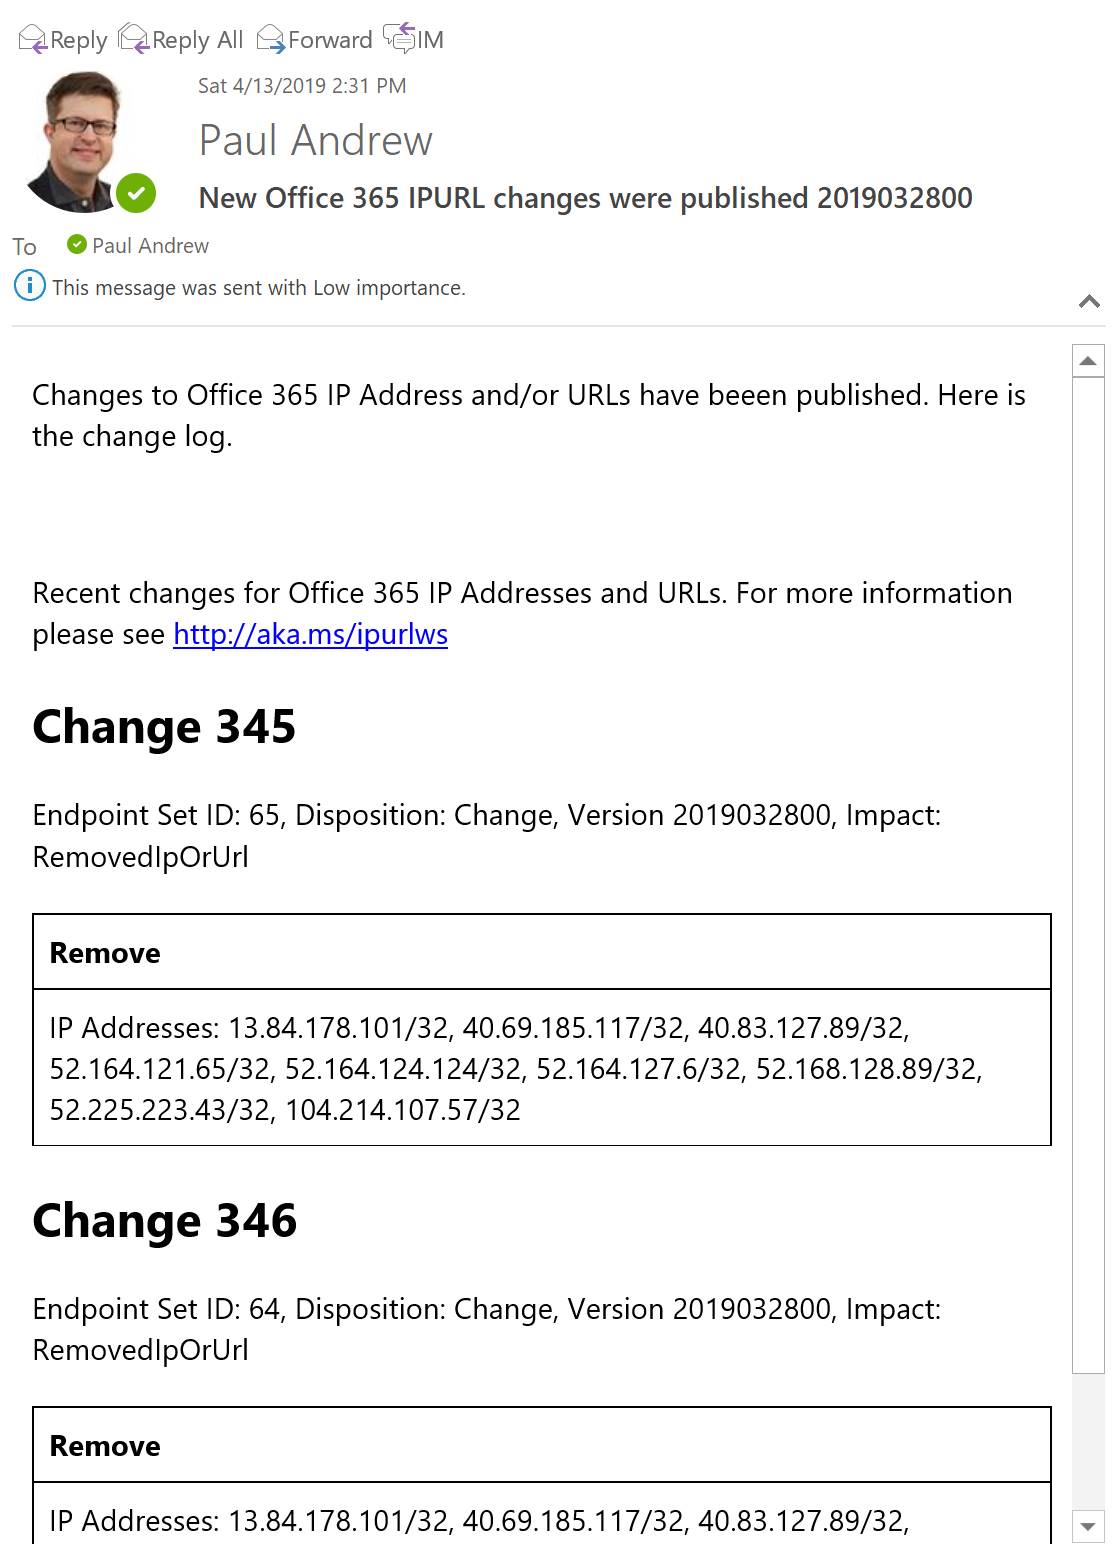 Reply Reply All Forward IM
Sat 4/13/2019 2:31 PM
Paul Andrew
New Office 365 IPURL changes were published 2019032800
To Paul Andrew
This message was sent with Low importance.
Changes to Office 365 IP Address and/or URLs have beeen published. Here is
the change log.
Recent changes for Office 365 IP Addresses and URLs. For more information
please see http://aka.ms/ipurlws
Change 345
Endpoint Set ID: 65, Disposition: Change, Version 2019032800, Impact:
RemovedIpOrUrl
Remove
IP Addresses: 13.84.178.101/32, 40.69.185.117/32, 40.83.127.89/32,
52.164.121.65/32, 52.164.124.124/32, 52.164.127.6/32, 52.168.128.89/32,
52.225.223.43/32, 104.214.107.57/32
Change 346
Endpoint Set ID: 64, Disposition: Change, Version 2019032800, Impact:
RemovedIpOrUrl
Remove
IP Addresses: 13.84.178.101/32, 40.69.185.117/32, 40.83.127.89/32,